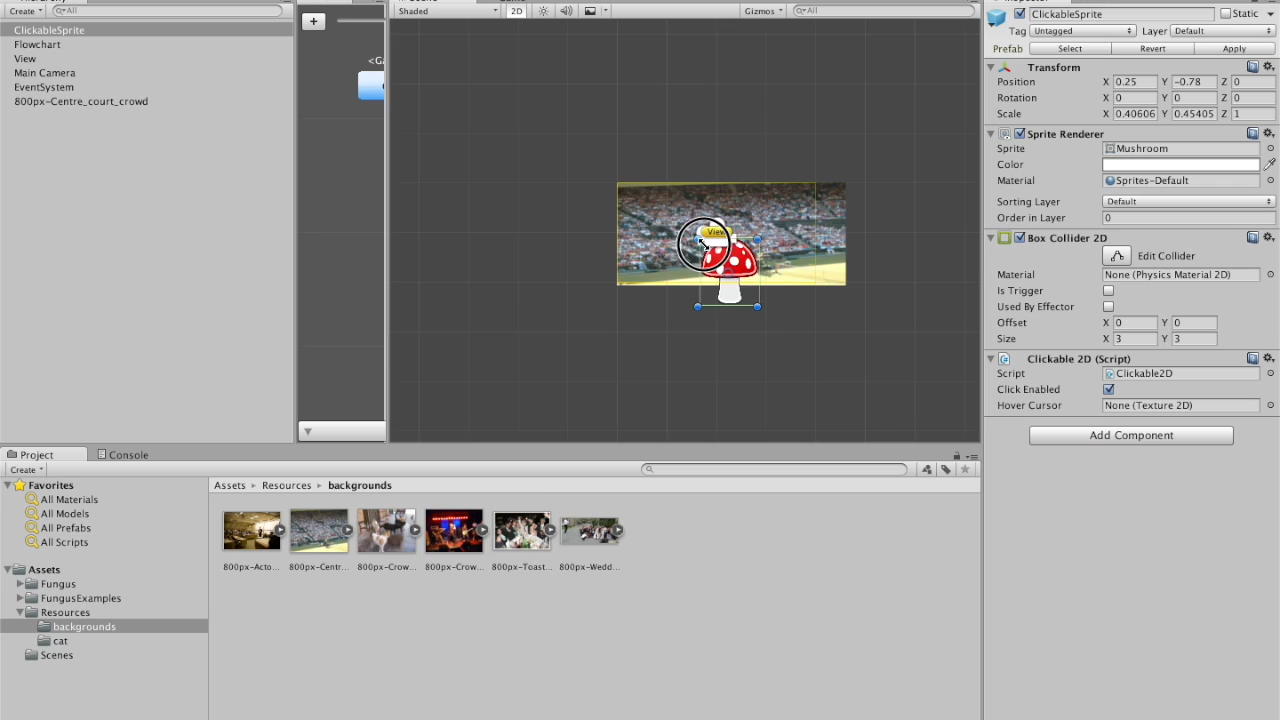 Create
All
ClickableSprite
Flowchart
View
Main Camera
EventSystem
800px-Centre_court_crowd
+
Shaded
2D
Gizmos
All
View
ClickableSprite
Static
Tag
Untagged
Layer
Default
Prefab
Select
Revert
Apply
Transform
Position X 0.25 Y -0.78 Z 0
Rotation X 0 Y 0 Z 0
Scale X 0.40606 Y 0.45405 Z 1
Sprite Renderer
Sprite Mushroom
Color
Material Sprites-Default
Sorting Layer Default
Order in Layer 0
Box Collider 2D
Edit Collider
Material None (Physics Material 2D)
Is Trigger
Used By Effector
Offset X 0 Y 0
Size X 3 Y 3
Clickable 2D (Script)
Script Clickable2D
Click Enabled
Hover Cursor None (Texture 2D)
Add Component
Project
Console
Create
Favorites
All Materials
All Models
All Prefabs
All Scripts
Assets
Fungus
FungusExamples
Resources
backgrounds
cat
Scenes
Assets Resources backgrounds
800px-Acto...
800px-Centr...
800px-Crow...
800px-Crow...
800px-Toast...
800px-Wedd...